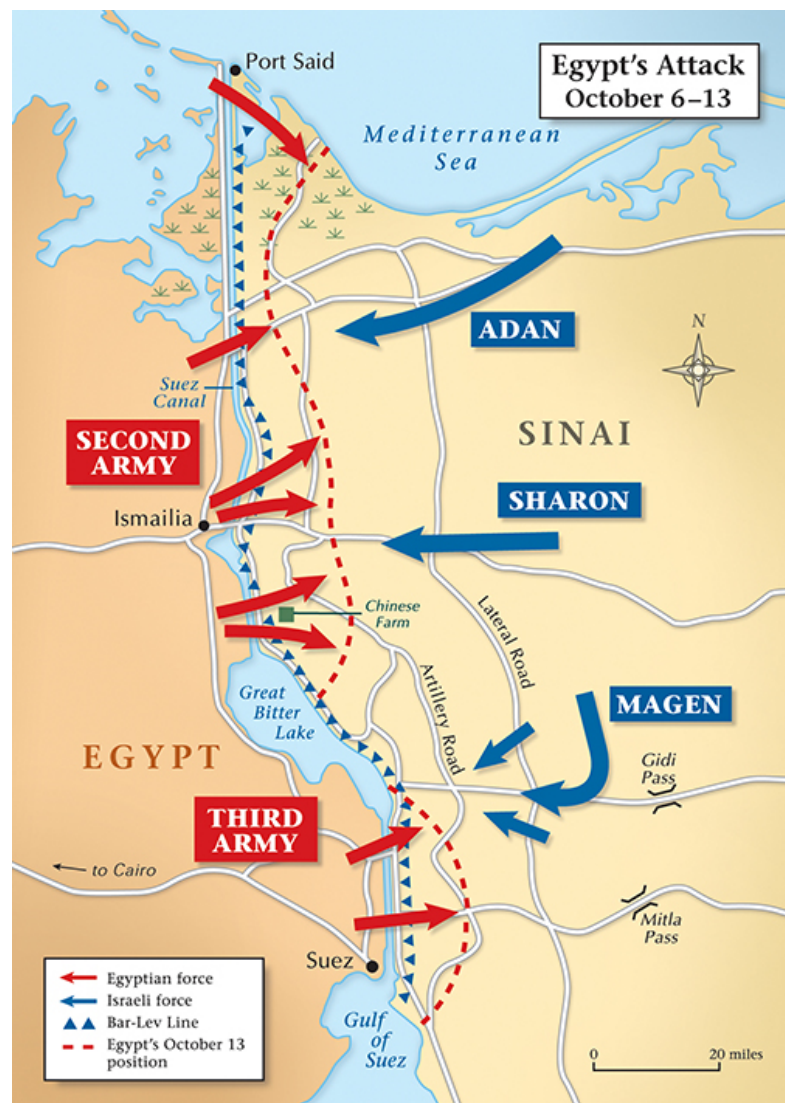 Port Said
Egypt's Attack
October 6–13
Mediterranean
Sea
ADAN
N
Suez
Canal
SINAI
SECOND
ARMY
SHARON
Ismailia
Chinese
Farm
Lateral Road
Artillery Road
Great
Bitter
Lake
MAGEN
EGYPT
Gidi
Pass
THIRD
ARMY
to Cairo
Mitla
Pass
Suez
Egyptian force
Israeli force
Bar-Lev Line
Egypt's October 13
position
Gulf
of
Suez
0 20 miles